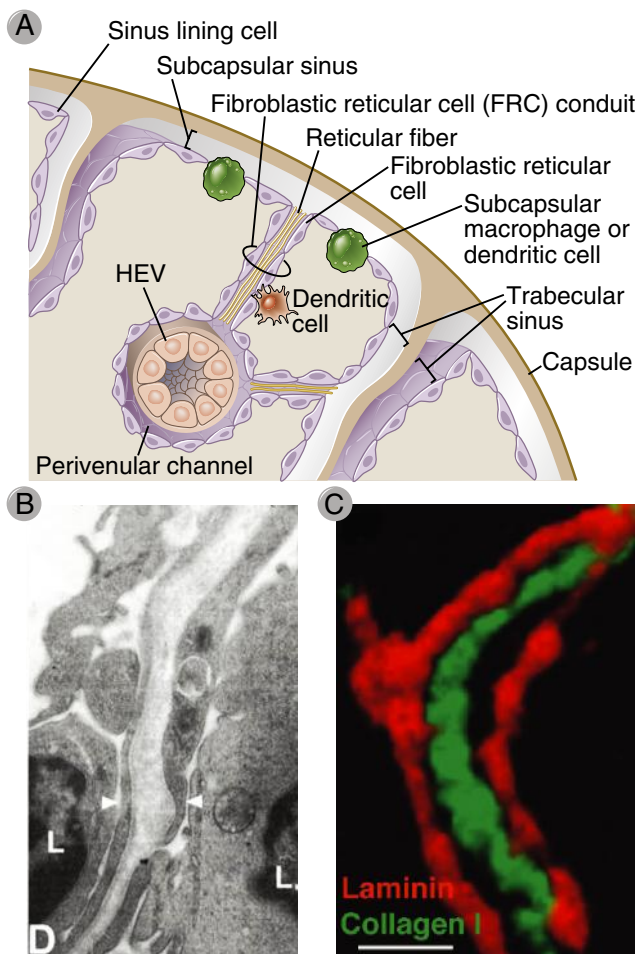 A
Sinus lining cell
Subcapsular sinus
Fibroblastic reticular cell (FRC) conduit
Reticular fiber
Fibroblastic reticular
cell
Subcapsular
macrophage or
dendritic cell
HEV
Dendritic
cell
Trabecular
sinus
Capsule
Perivenular channel
B
C
L
L.
D
Laminin
Collagen I